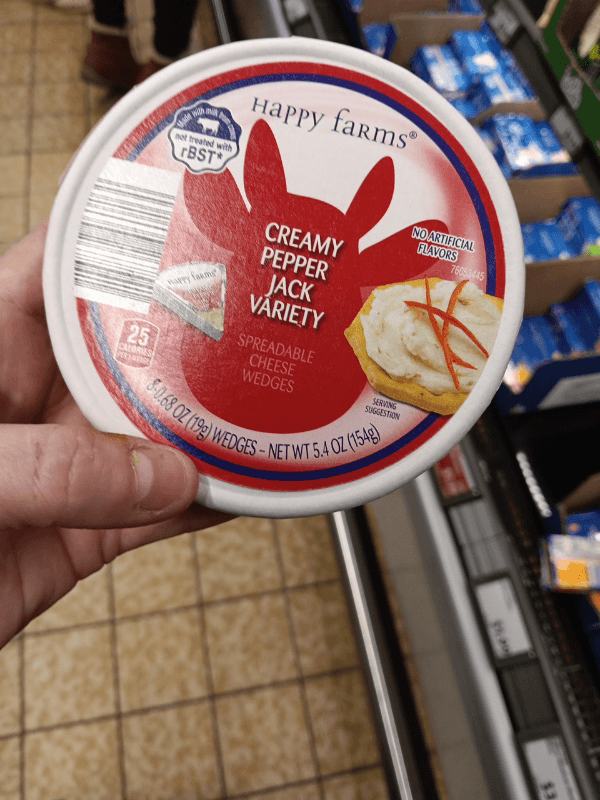 made with milk from cows
not treated with
rBST*
Happy farms®
CREAMY
PEPPER
JACK
VARIETY
SPREADABLE
CHEESE
WEDGES
NO ARTIFICIAL
FLAVORS
Happy farms®
25
CALORIES
PER SERVING
SERVING
SUGGESTION
8-0.68 OZ (19g) WEDGES – NET WT 5.4 OZ (154g)